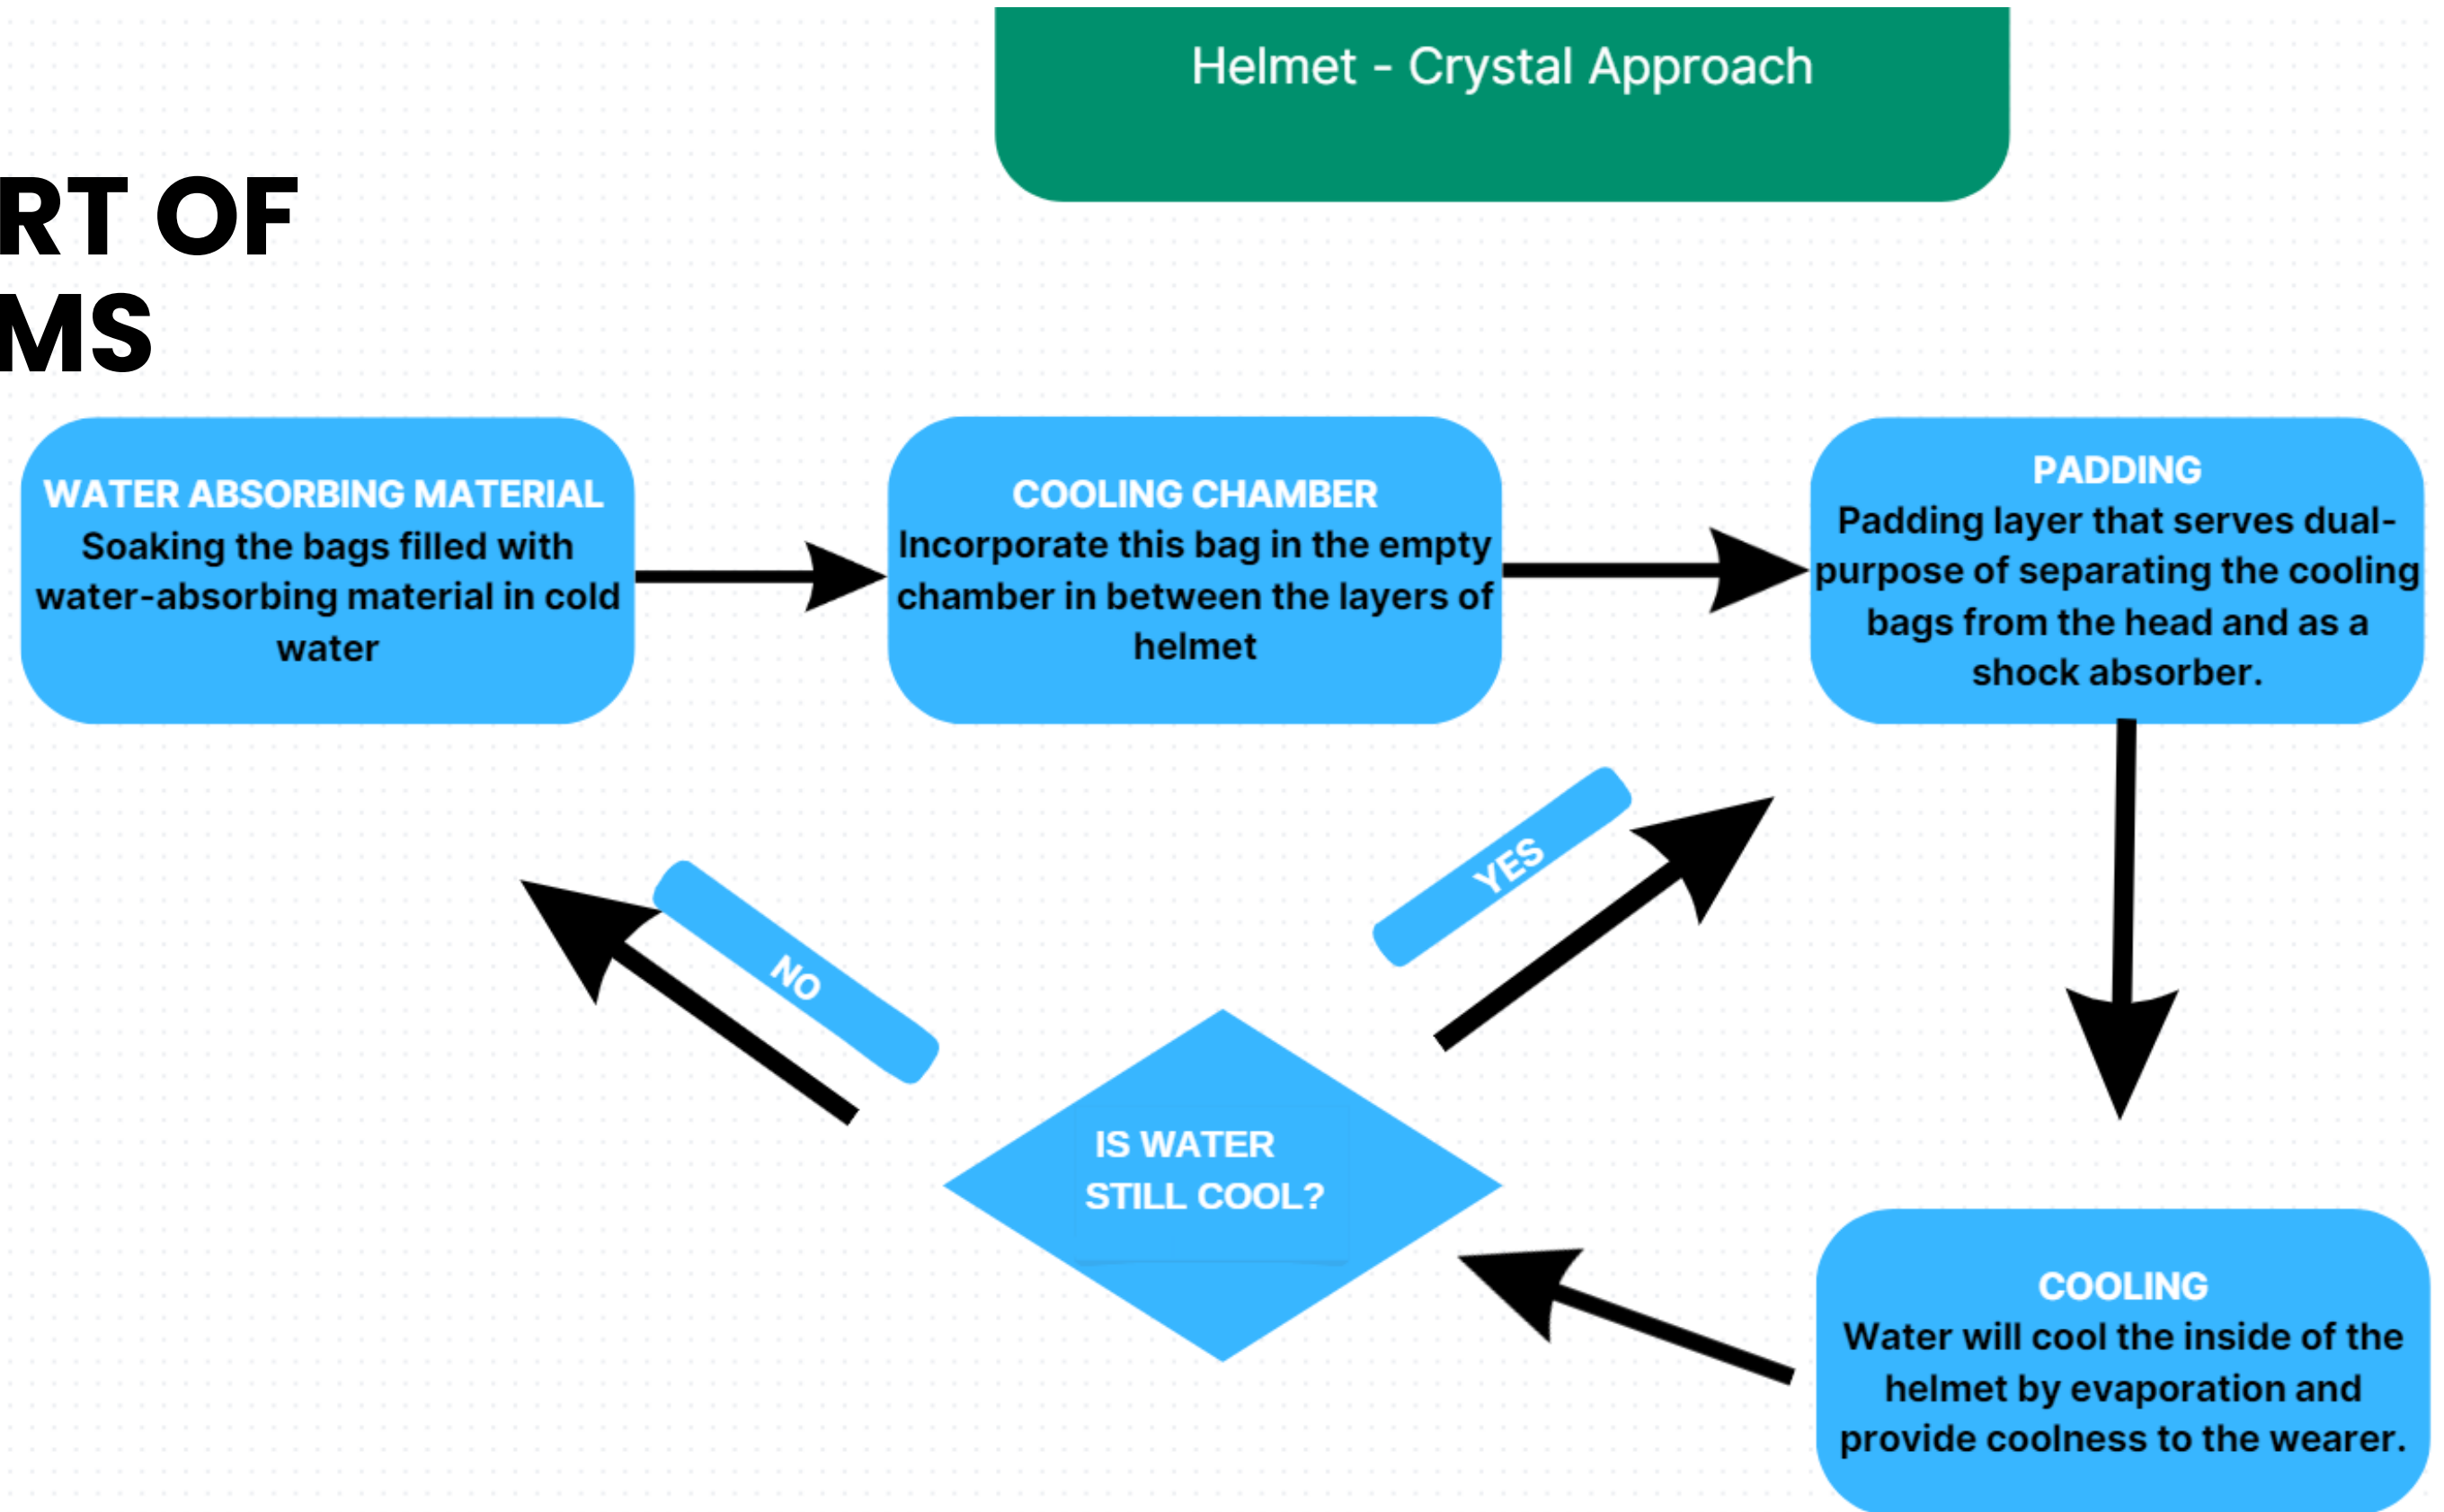 Helmet - Crystal Approach
RT OF
MS
WATER ABSORBING MATERIAL
Soaking the bags filled with
water-absorbing material in cold
water
COOLING CHAMBER
Incorporate this bag in the empty
chamber in between the layers of
helmet
PADDING
Padding layer that serves dual-
purpose of separating the cooling
bags from the head and as a
shock absorber.
NO
YES
IS WATER
STILL COOL?
COOLING
Water will cool the inside of the
helmet by evaporation and
provide coolness to the wearer.